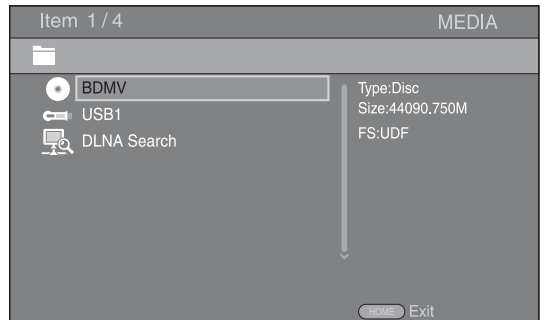 Item 1/4
MEDIA
BDMV
USB1
DLNA Search
Type:Disc
Size:44090.750M
FS:UDF
HOME Exit